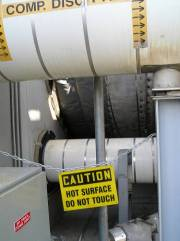 COMP. DISC
CAUTION
HOT SURFACE
DO NOT TOUCH